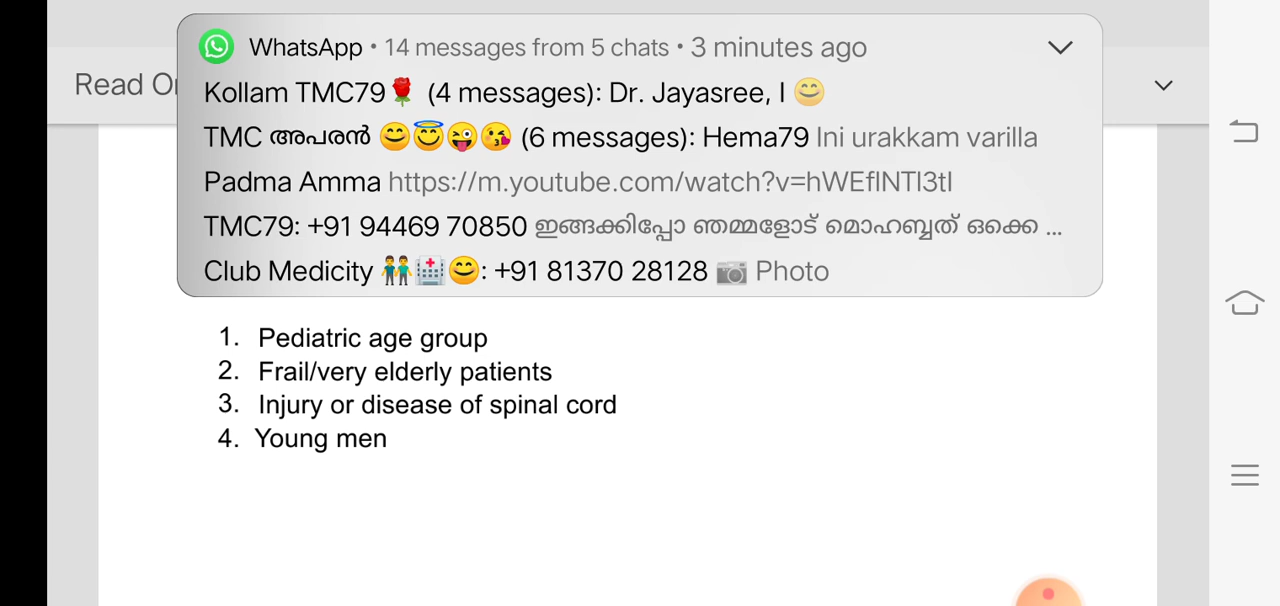 WhatsApp • 14 messages from 5 chats • 3 minutes ago
Read
Kollam TMC79🌹 (4 messages): Dr. Jayasree, I 😊
TMC അപരൻ 😊😇😜😘 (6 messages): Hema79 Ini urakkam varilla
Padma Amma https://m.youtube.com/watch?v=hWEfINTI3tI
TMC79: +91 94469 70850 ഇങ്ങക്കിപ്പോ ഞമ്മളോട് മൊഹബ്ബത് ഒക്കെ ...
Club Medicity 👬🏥😊: +91 81370 28128 📷 Photo
1. Pediatric age group
2. Frail/very elderly patients
3. Injury or disease of spinal cord
4. Young men